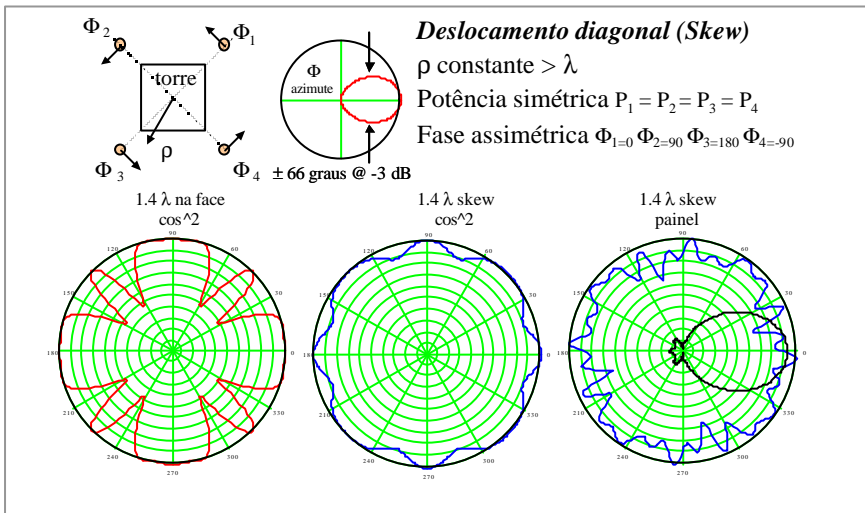 Deslocamento diagonal (Skew)
ρ constante > λ
Potência simétrica P₁ = P₂ = P₃ = P₄
Fase assimétrica Φ₁₌₀ Φ₂₌₉₀ Φ₃₌₁₈₀ Φ₄₌₋₉₀
Φ₂
Φ₁
torre
ρ
Φ₃
Φ₄
Φ
azimute
± 66 graus @ -3 dB
1.4 λ na face
cos^2
90
120
60
150
30
180
0
210
330
240
300
270
1.4 λ skew
cos^2
90
120
60
150
30
180
0
210
330
240
300
270
1.4 λ skew
painel
90
120
60
150
30
180
0
210
330
240
300
270